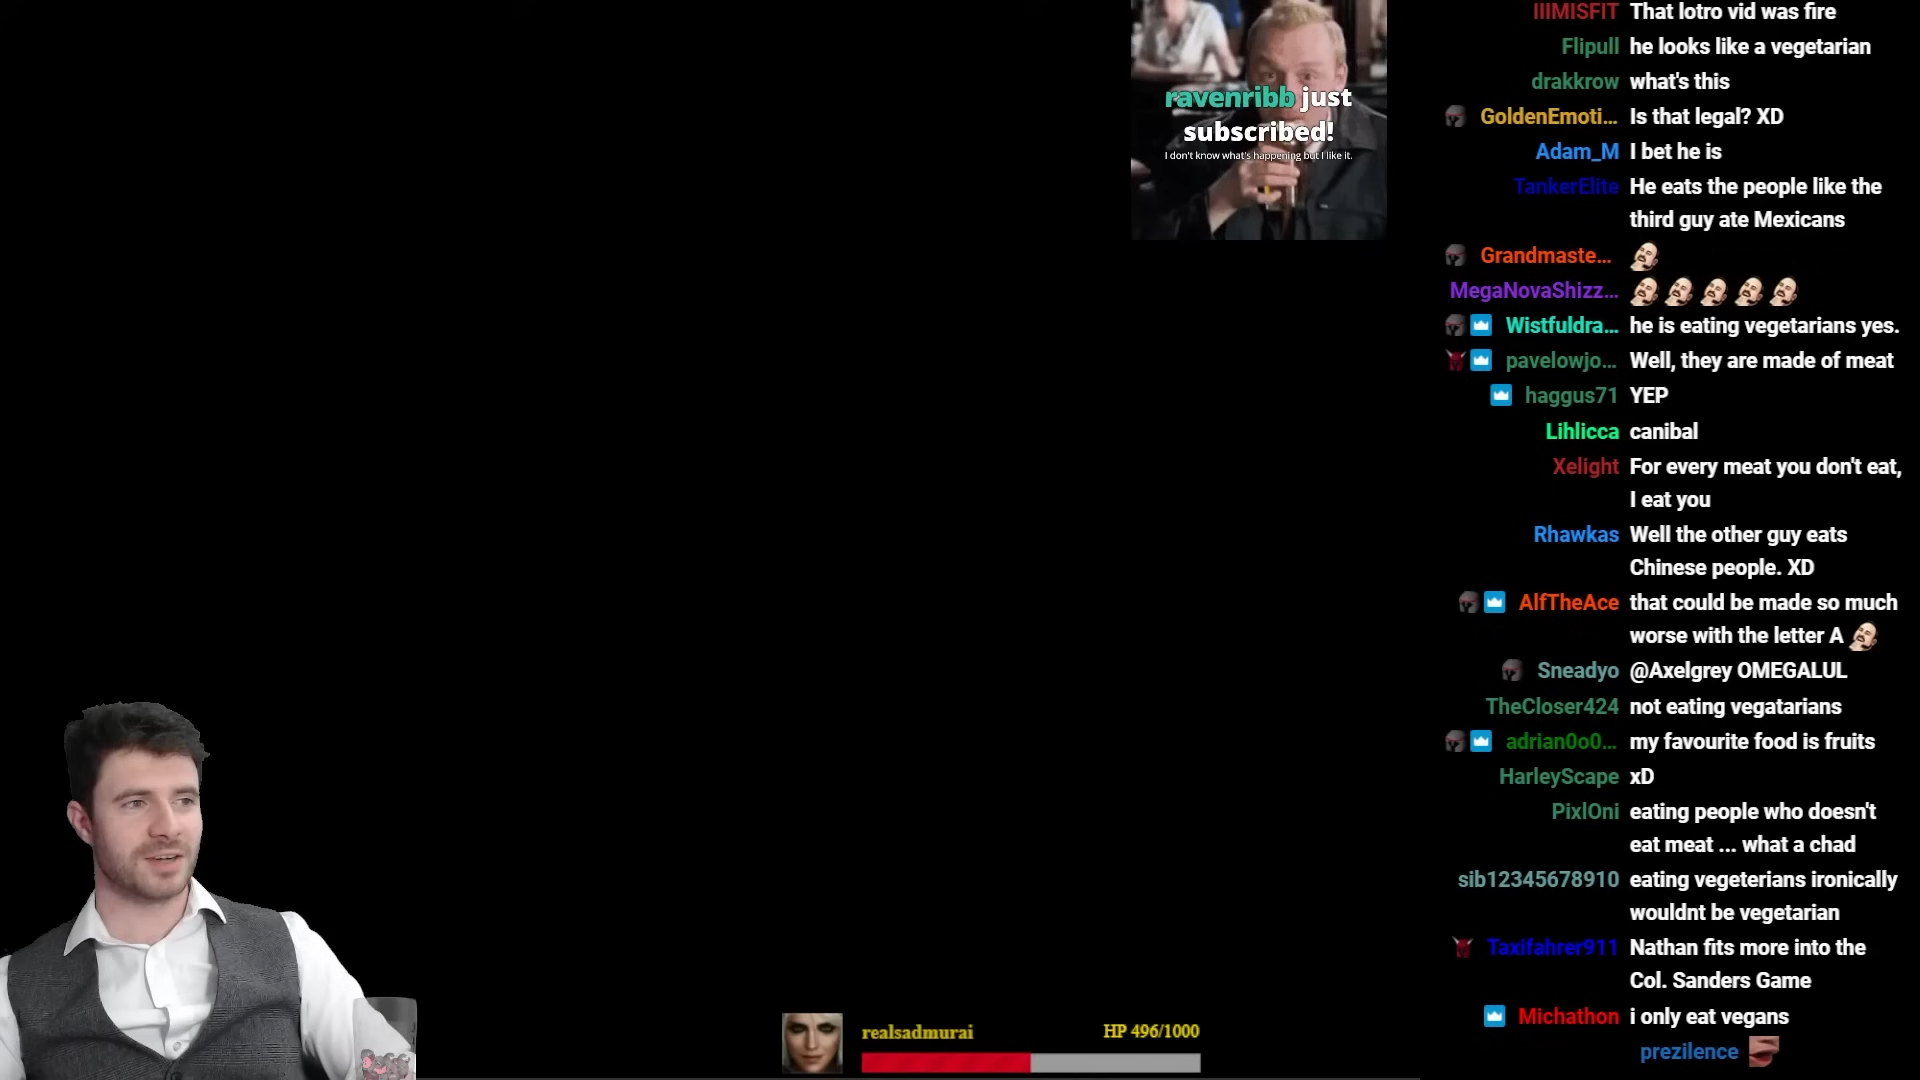 ravenribb just
subscribed!
I don't know what's happening but I like it.
IIIMISFIT That lotro vid was fire
Flipull he looks like a vegetarian
drakkrow what's this
GoldenEmoti... Is that legal? XD
Adam_M I bet he is
TankerElite He eats the people like the
third guy ate Mexicans
Grandmaste...
MegaNovaShizz...
Wistfuldra... he is eating vegetarians yes.
pavelowjo... Well, they are made of meat
haggus71 YEP
Lihlicca canibal
Xelight For every meat you don't eat,
I eat you
Rhawkas Well the other guy eats
Chinese people. XD
AlfTheAce that could be made so much
worse with the letter A
Sneadyo @Axelgrey OMEGALUL
TheCloser424 not eating vegatarians
adrian0o0... my favourite food is fruits
HarleyScape xD
PixlOni eating people who doesn't
eat meat ... what a chad
sib12345678910 eating vegeterians ironically
wouldnt be vegetarian
Taxifahrer911 Nathan fits more into the
Col. Sanders Game
Michathon i only eat vegans
prezilence
realsadmurai HP 496/1000